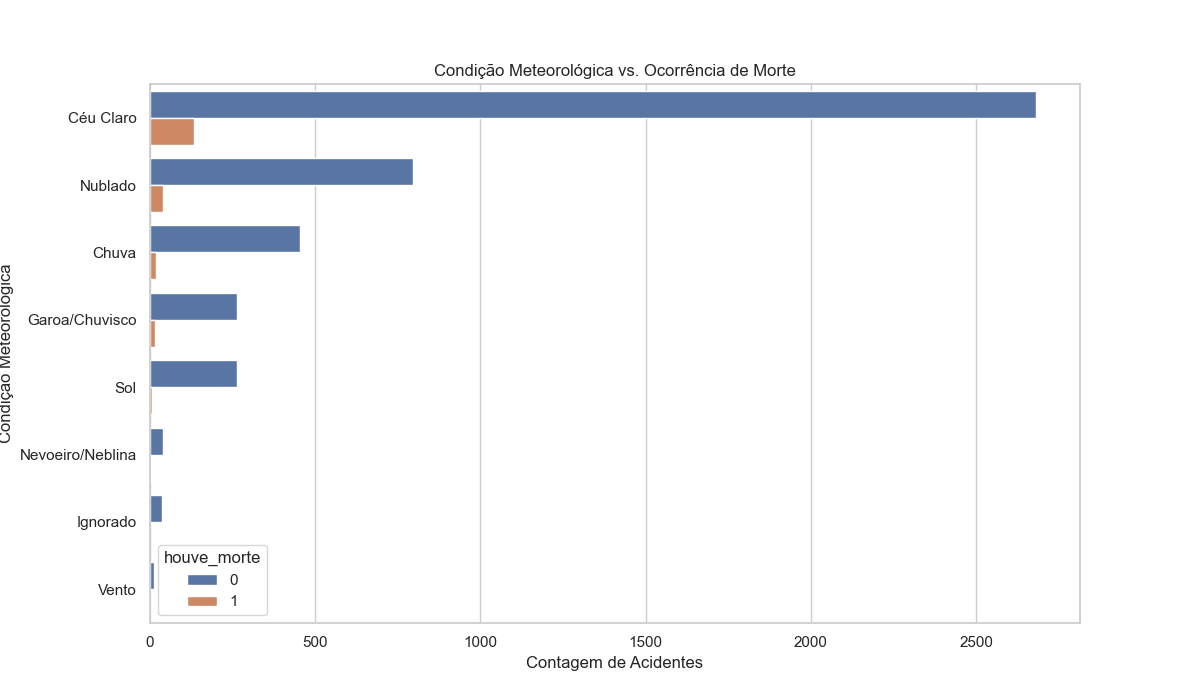 Condição Meteorológica vs. Ocorrência de Morte
Condição Meteorológica
Céu Claro
Nublado
Chuva
Garoa/Chuvisco
Sol
Nevoeiro/Neblina
Ignorado
Vento
houve_morte
0
1
0 500 1000 1500 2000 2500
Contagem de Acidentes